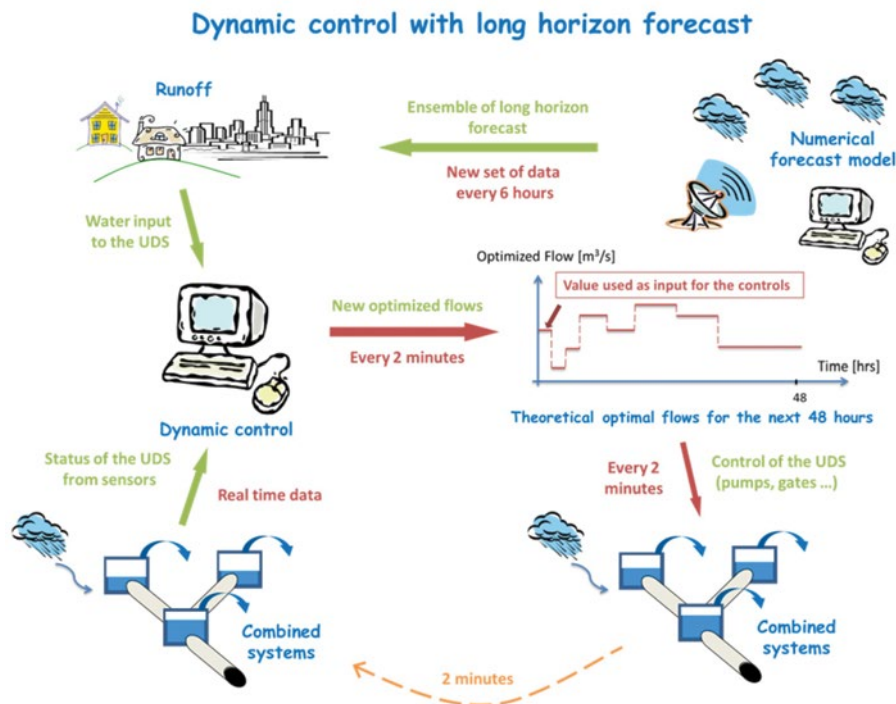 Dynamic control with long horizon forecast
Runoff
Ensemble of long horizon
forecast
New set of data
every 6 hours
Numerical
forecast model
Water input
to the UDS
Optimized Flow [m³/s]
Value used as input for the controls
New optimized flows
Every 2 minutes
Time [hrs]
48
Dynamic control
Theoretical optimal flows for the next 48 hours
Status of the UDS
from sensors
Real time data
Every 2
minutes
Control of the UDS
(pumps, gates ...)
Combined
systems
Combined
systems
2 minutes